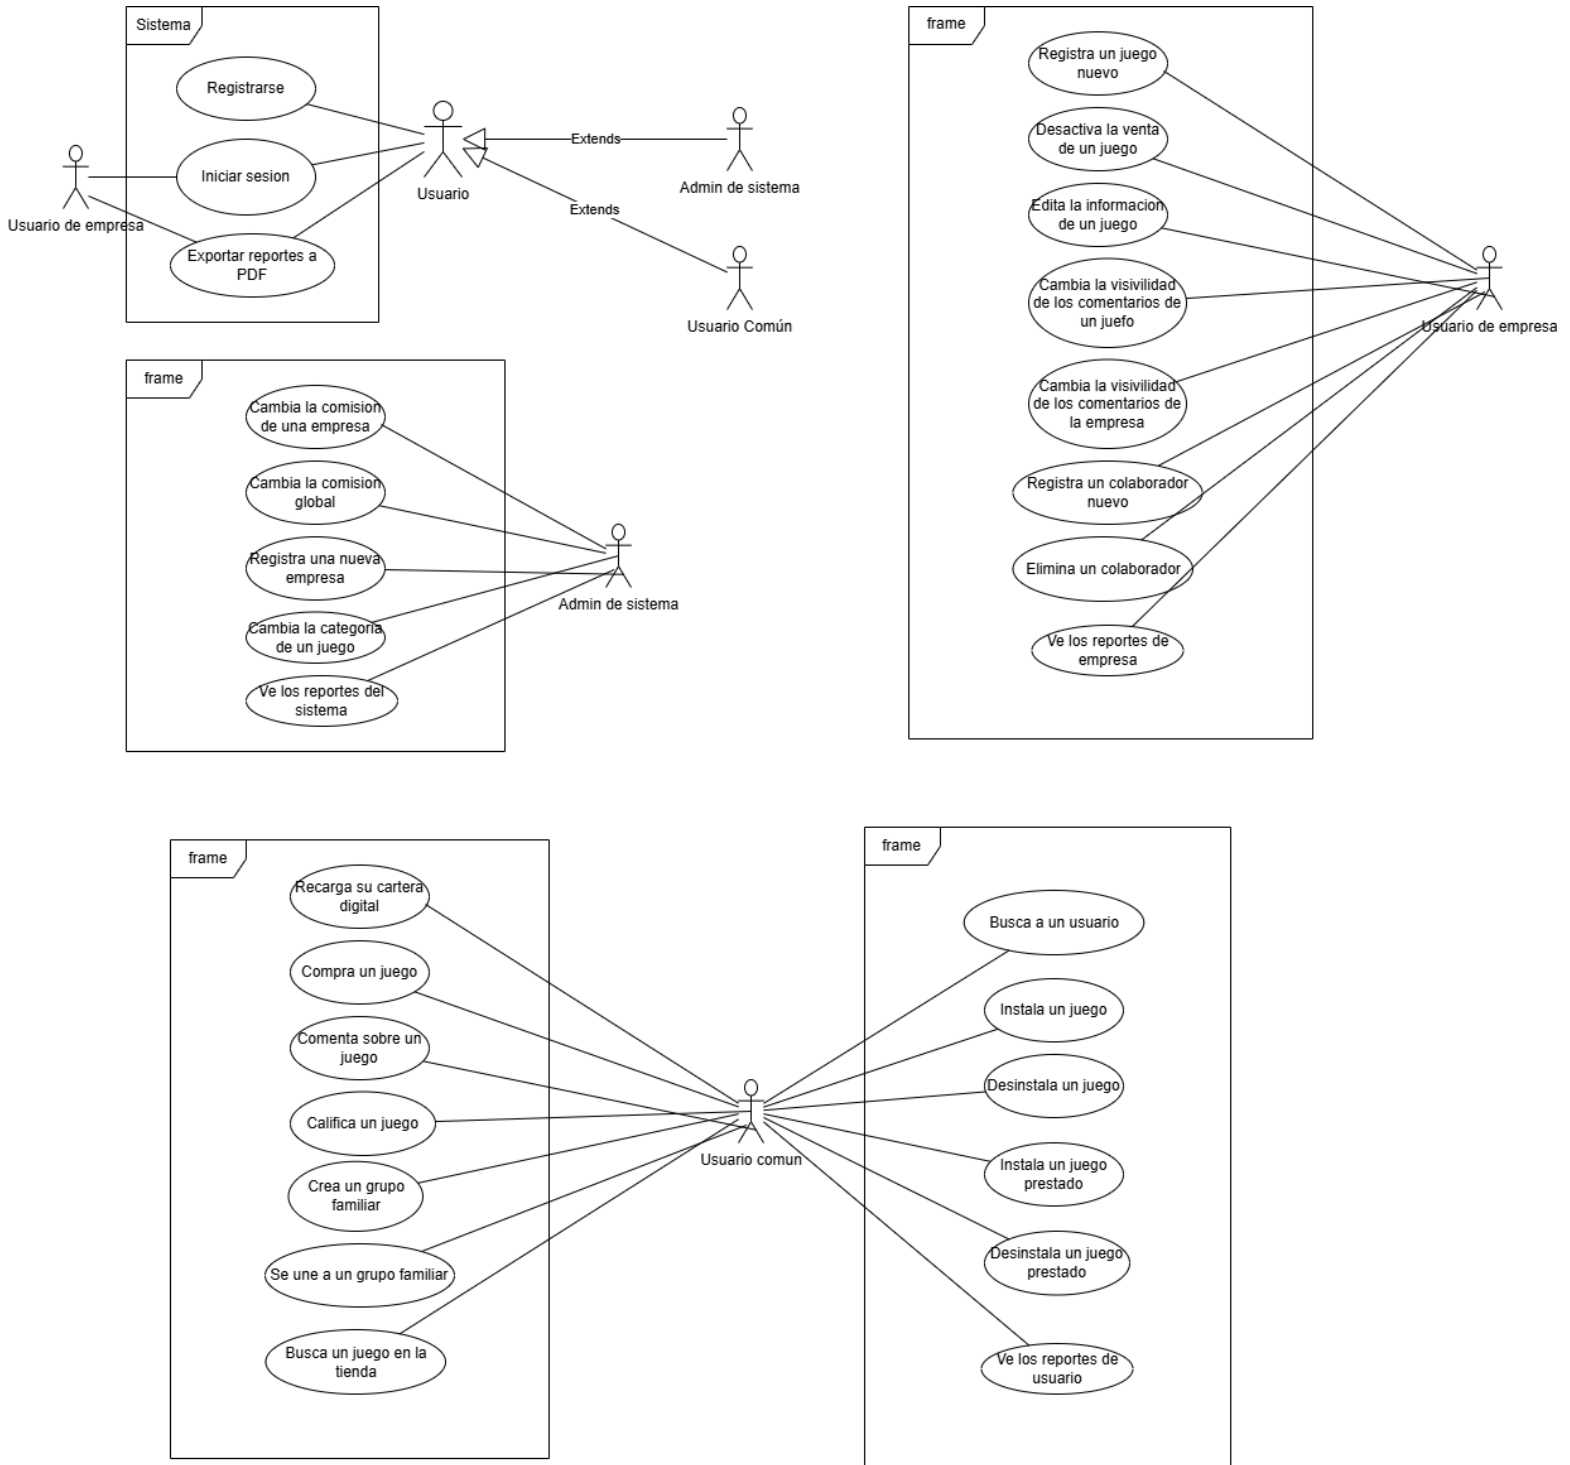 Sistema
Registrarse
Iniciar sesion
Exportar reportes a
PDF
Usuario de empresa
Usuario
Extends
Extends
Admin de sistema
Usuario Común
frame
Cambia la comision
de una empresa
Cambia la comision
global
Registra una nueva
empresa
Cambia la categoria
de un juego
Ve los reportes del
sistema
Admin de sistema
frame
Registra un juego
nuevo
Desactiva la venta
de un juego
Edita la informacion
de un juego
Cambia la visivilidad
de los comentarios de
un juefo
Cambia la visivilidad
de los comentarios de
la empresa
Registra un colaborador
nuevo
Elimina un colaborador
Ve los reportes de
empresa
Usuario de empresa
frame
Recarga su cartera
digital
Compra un juego
Comenta sobre un
juego
Califica un juego
Crea un grupo
familiar
Se une a un grupo familiar
Busca un juego en la
tienda
Usuario comun
frame
Busca a un usuario
Instala un juego
Desinstala un juego
Instala un juego
prestado
Desinstala un juego
prestado
Ve los reportes de
usuario